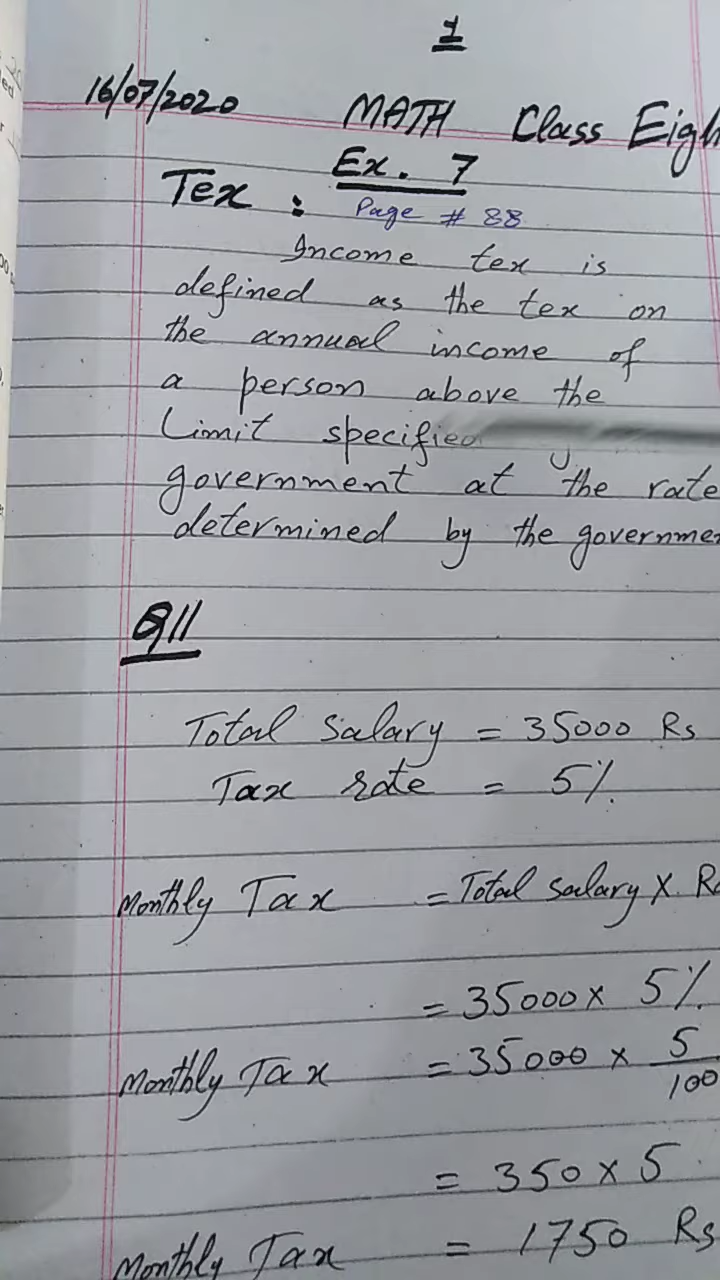 1
16/07/2020 MATH Class Eigh
Ex. 7
Tex :
Page # 88
Income tex is
defined as the tex on
the annual income of
a person above the
Limit specified
government at the rate
determined by the governmen
Q11
Total Salary = 35000 Rs
Tax rate = 5%
Monthly Tax = Total salary X Ra
= 35000 x 5%
Monthly Tax = 35000 x 5/100
= 350 x 5
Monthly Tax = 1750 Rs